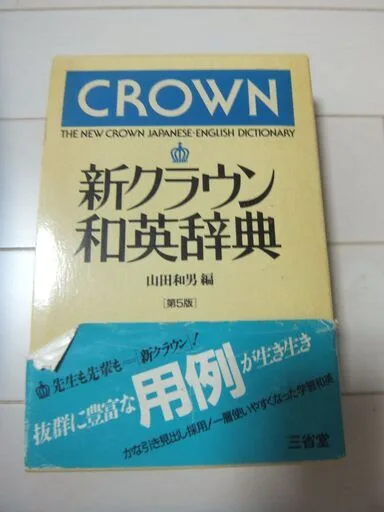 CROWN
THE NEW CROWN JAPANESE-ENGLISH DICTIONARY
新クラウン
和英辞典
山田和男 編
[第5版]
先生も先輩も—[新クラウン]!
抜群に豊富な用例が生き生き
かな引き見出し採用/一層使いやすくなった学習和英
三省堂